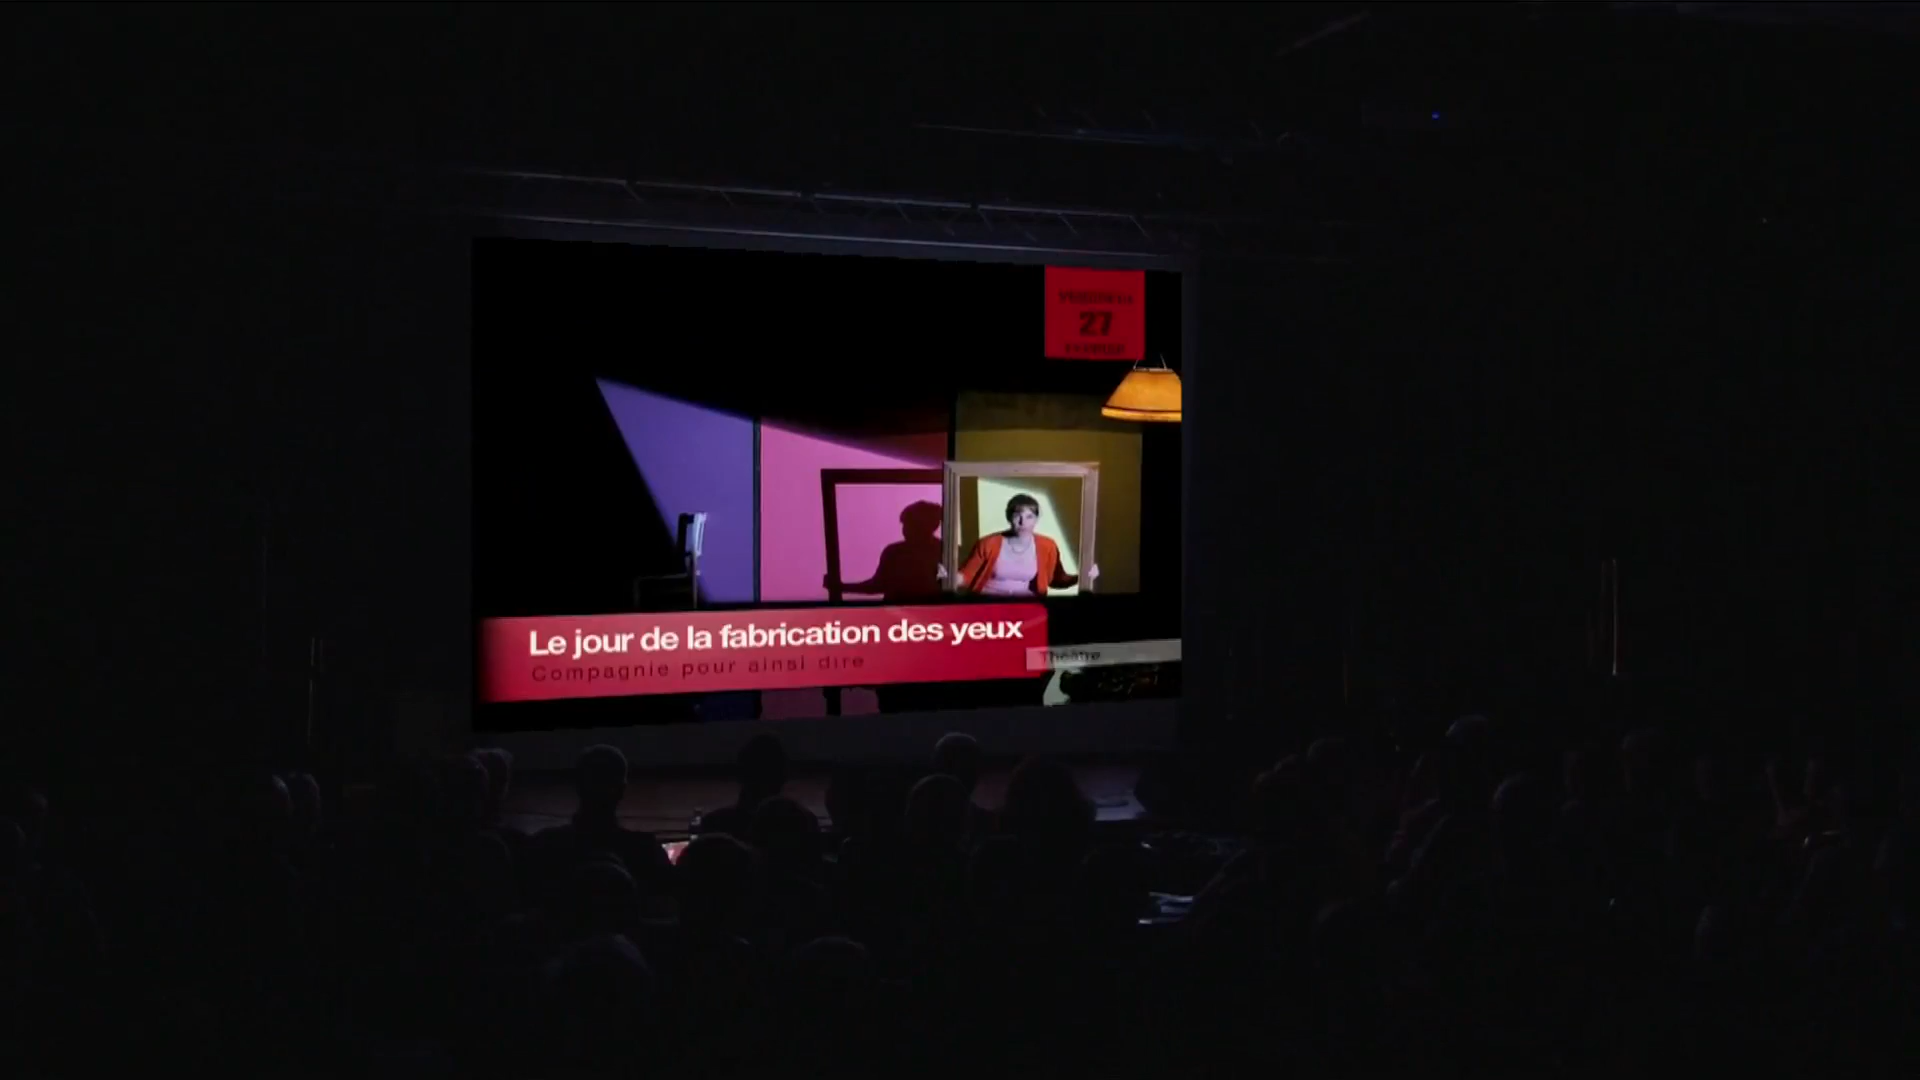 27
Le jour de la fabrication des yeux
Compagnie pour ainsi dire
Théâtre